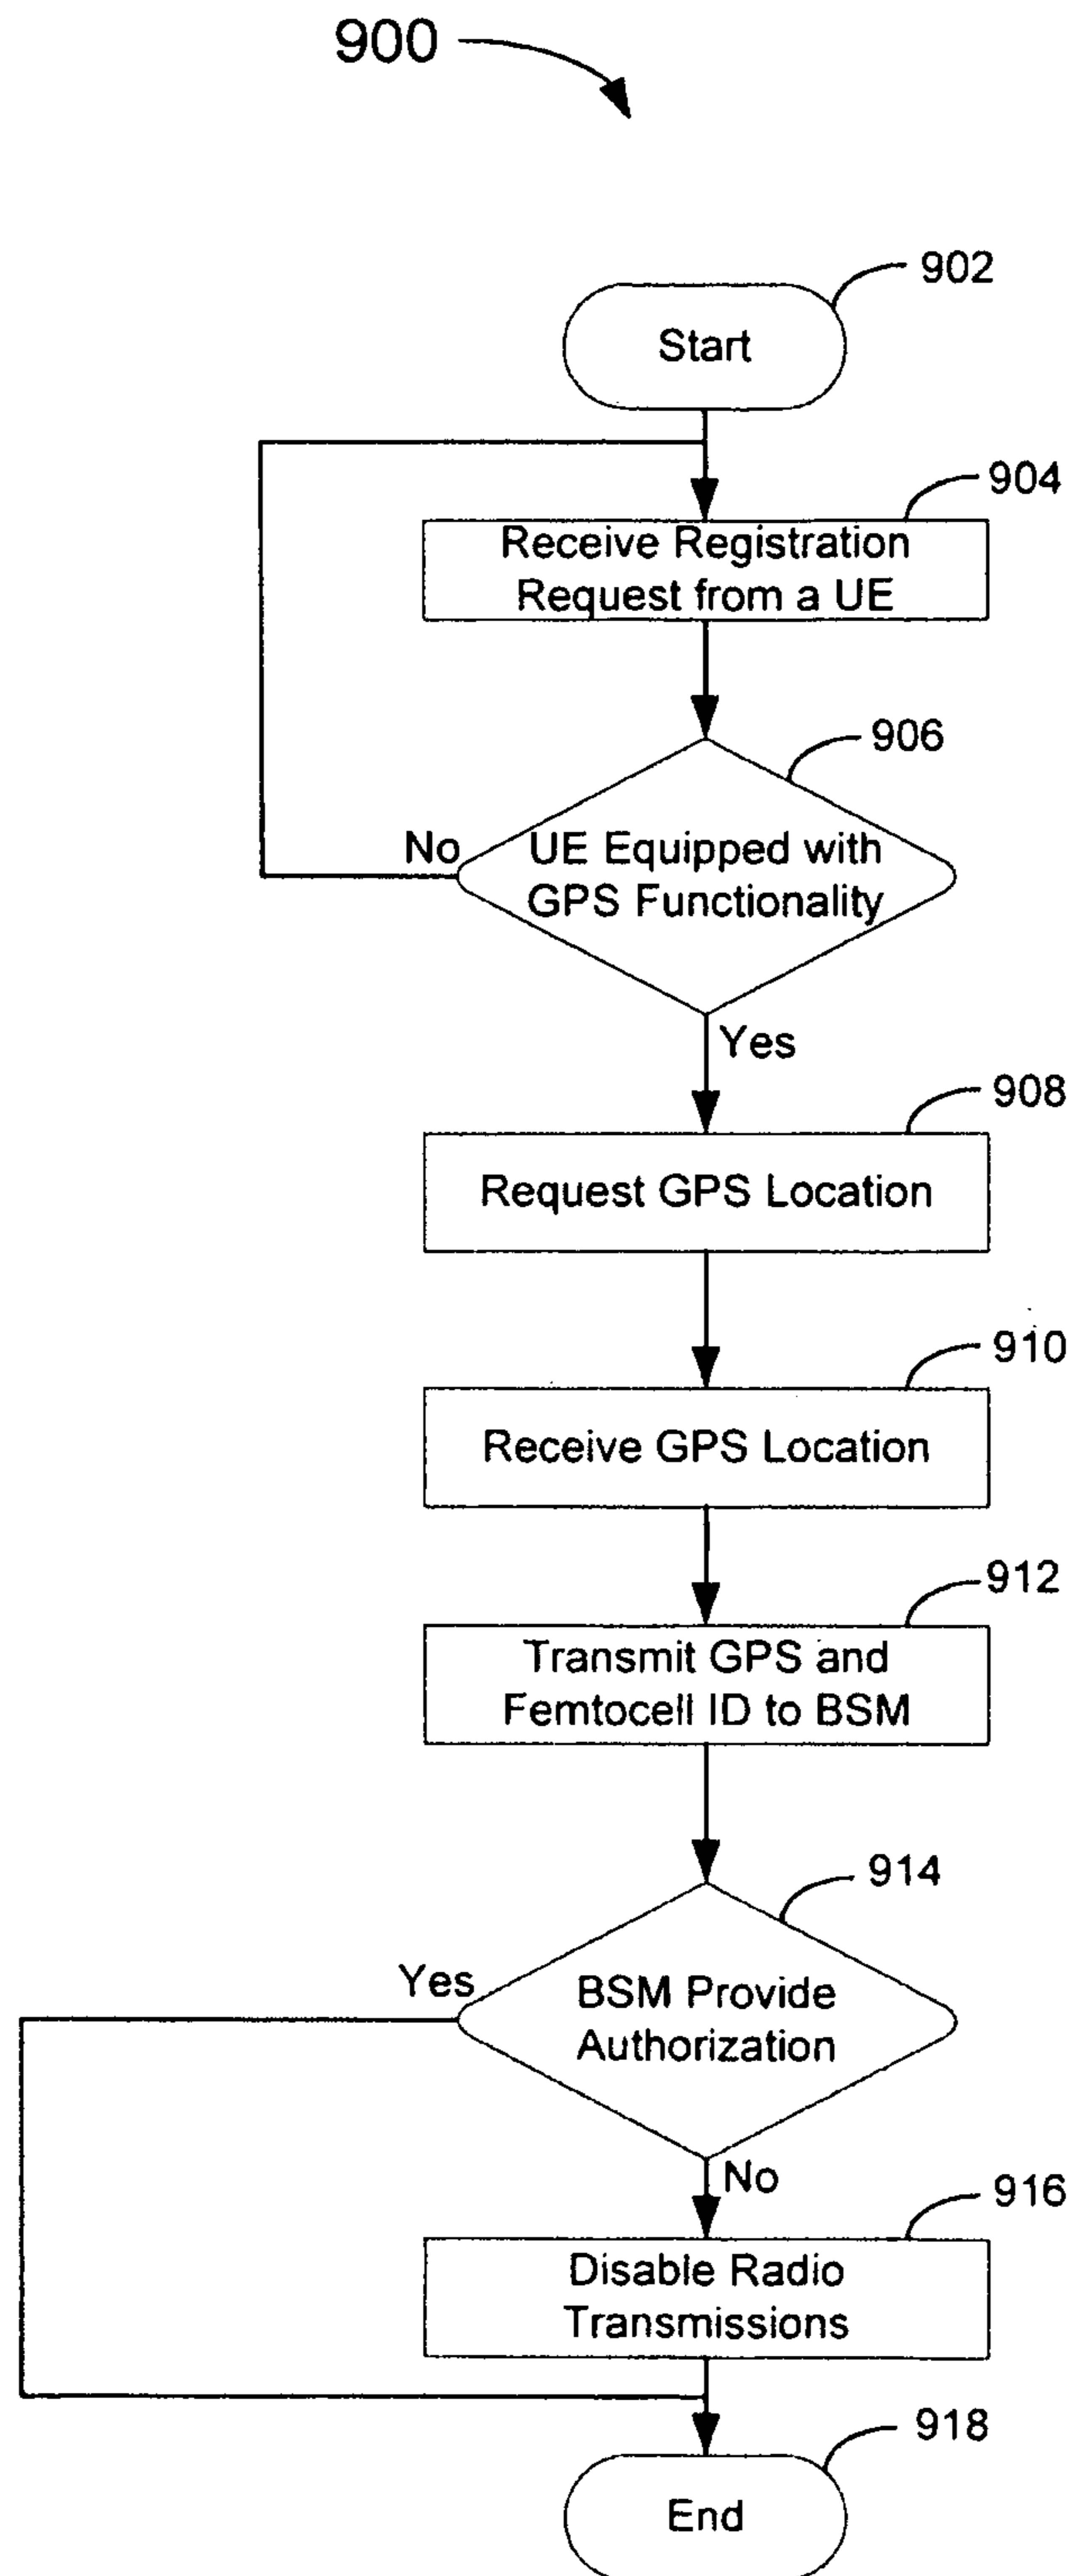 900
902
Start
904
Receive Registration
Request from a UE
906
No
UE Equipped with
GPS Functionality
Yes
908
Request GPS Location
910
Receive GPS Location
912
Transmit GPS and
Femtocell ID to BSM
914
Yes
BSM Provide
Authorization
No
916
Disable Radio
Transmissions
918
End